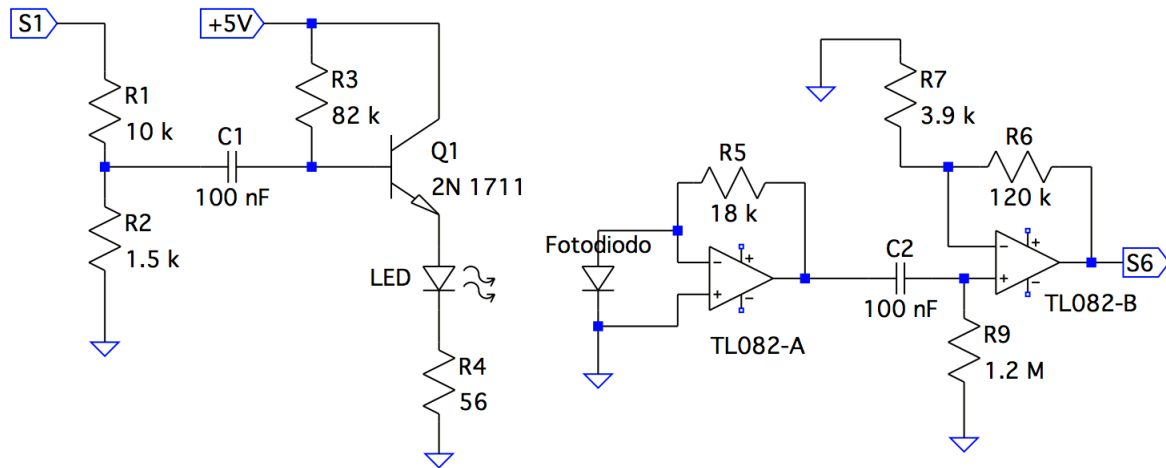 S1
+5V
R1
10 k
R2
1.5 k
C1
100 nF
R3
82 k
Q1
2N 1711
LED
R4
56
Fotodiodo
R5
18 k
−
+
+
−
TL082-A
C2
100 nF
R7
3.9 k
R6
120 k
−
+
+
−
TL082-B
R9
1.2 M
S6